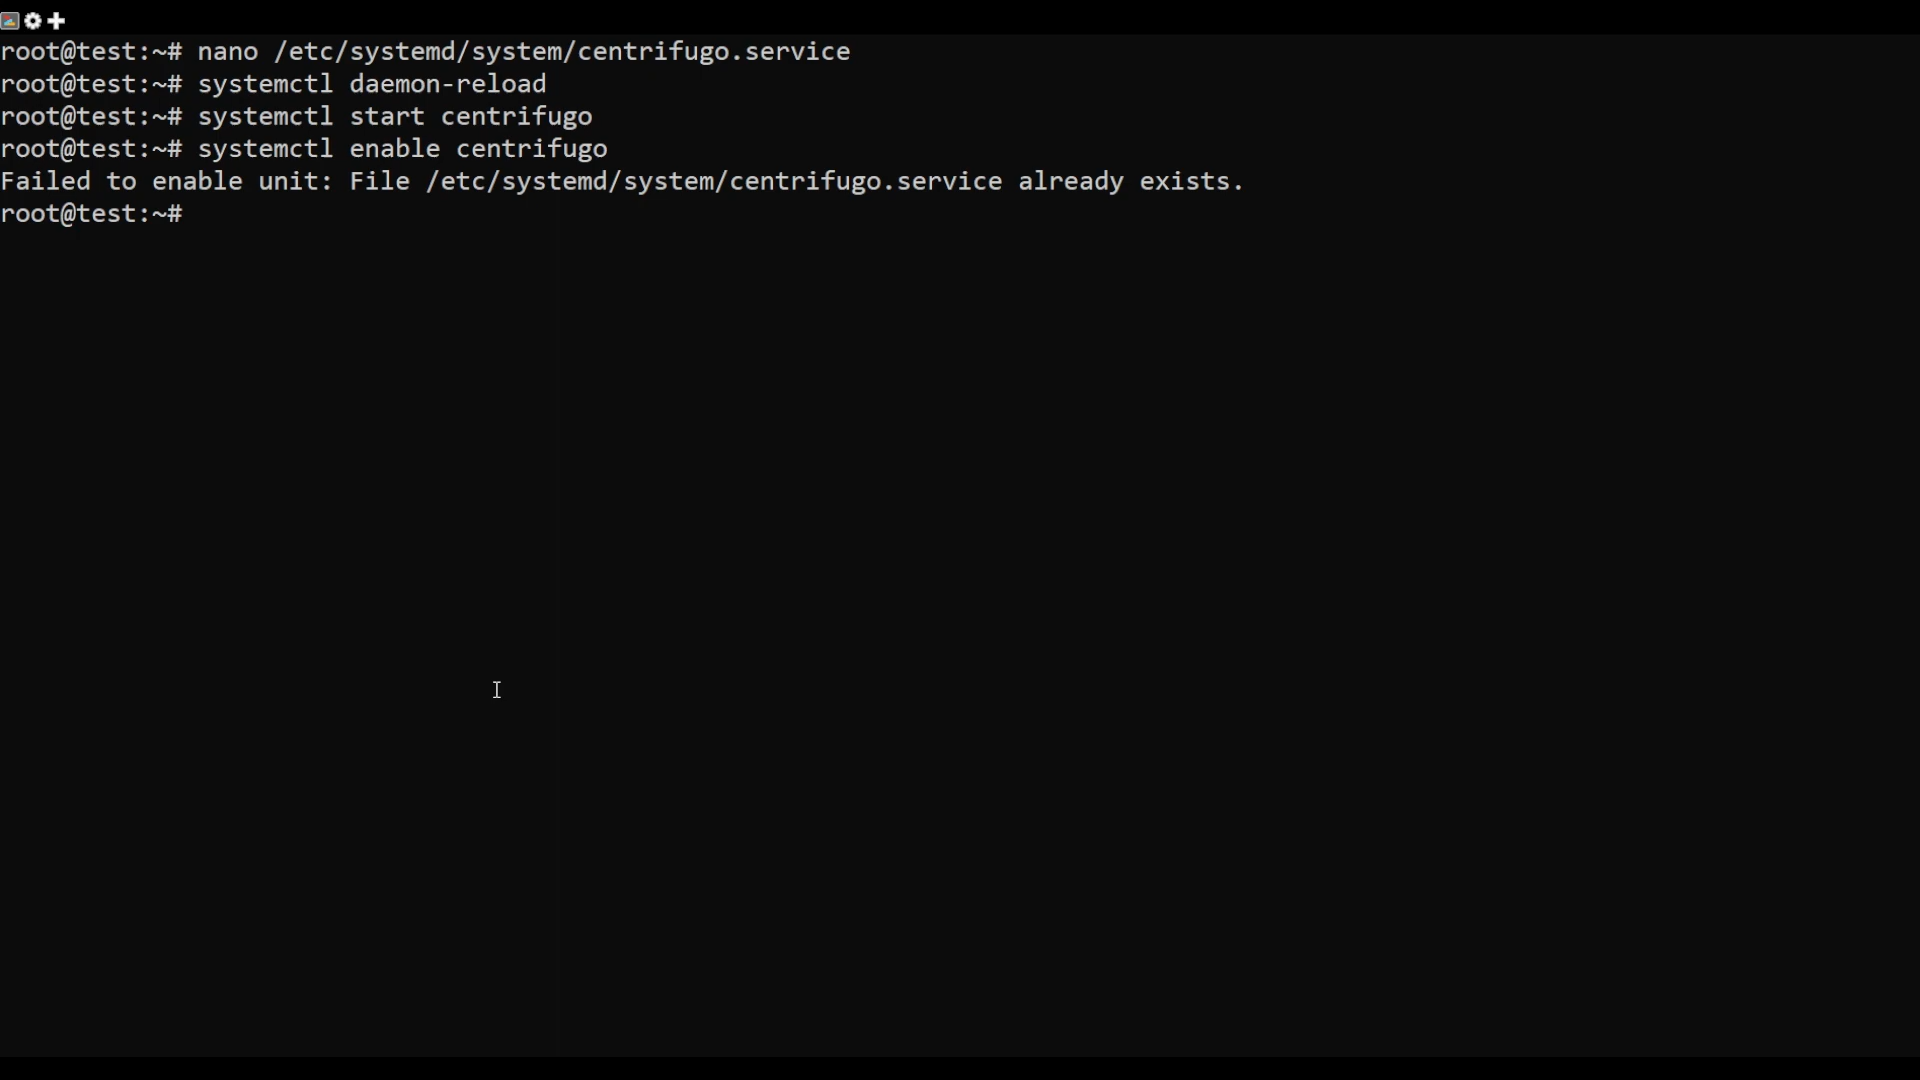 root@test:~# nano /etc/systemd/system/centrifugo.service
root@test:~# systemctl daemon-reload
root@test:~# systemctl start centrifugo
root@test:~# systemctl enable centrifugo
Failed to enable unit: File /etc/systemd/system/centrifugo.service already exists.
root@test:~#